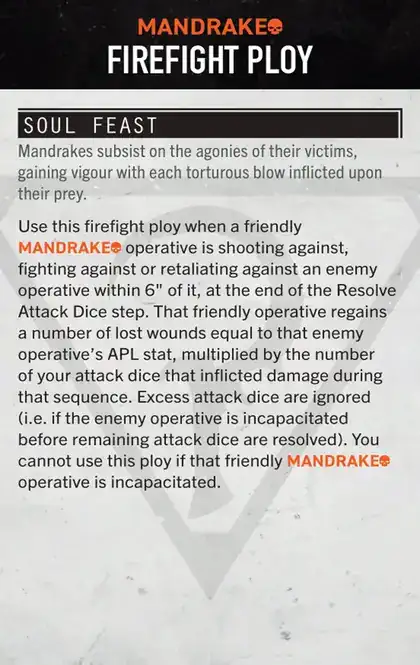 MANDRAKE
FIREFIGHT PLOY
SOUL FEAST
Mandrakes subsist on the agonies of their victims,
gaining vigour with each torturous blow inflicted upon
their prey.
Use this firefight ploy when a friendly
MANDRAKE operative is shooting against,
fighting against or retaliating against an enemy
operative within 6" of it, at the end of the Resolve
Attack Dice step. That friendly operative regains
a number of lost wounds equal to that enemy
operative’s APL stat, multiplied by the number
of your attack dice that inflicted damage during
that sequence. Excess attack dice are ignored
(i.e. if the enemy operative is incapacitated
before remaining attack dice are resolved). You
cannot use this ploy if that friendly MANDRAKE
operative is incapacitated.